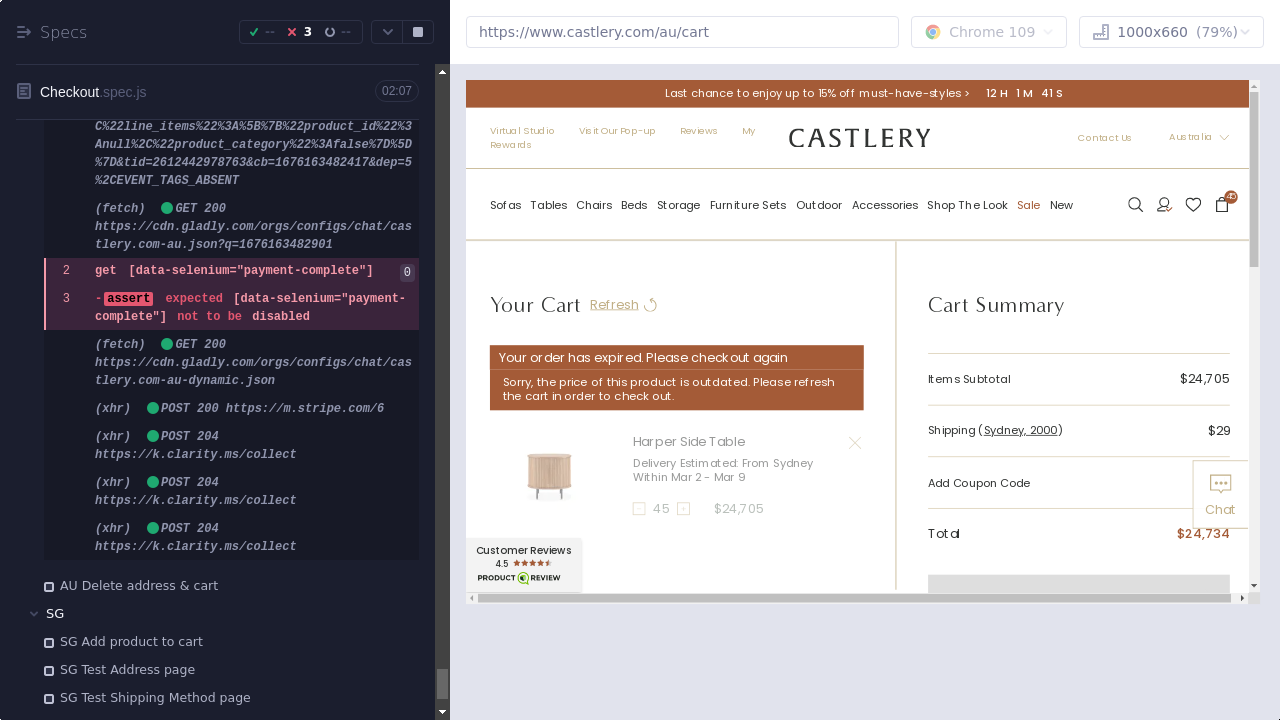 Specs
--
3
--
Checkout.spec.js
02:07
C%22line_items%22%3A%5B%7B%22product_id%22%3
Anull%2C%22product_category%22%3Afalse%7D%5D
%7D&tid=2612442978763&cb=1676163482417&dep=5
%2CEVENT_TAGS_ABSENT
(fetch) GET 200
https://cdn.gladly.com/orgs/configs/chat/cas
tlery.com-au.json?q=1676163482901
2 get [data-selenium="payment-complete"] 0
3 -assert expected [data-selenium="payment-
complete"] not to be disabled
(fetch) GET 200
https://cdn.gladly.com/orgs/configs/chat/cas
tlery.com-au-dynamic.json
(xhr) POST 200 https://m.stripe.com/6
(xhr) POST 204
https://k.clarity.ms/collect
(xhr) POST 204
https://k.clarity.ms/collect
(xhr) POST 204
https://k.clarity.ms/collect
AU Delete address & cart
SG
SG Add product to cart
SG Test Address page
SG Test Shipping Method page
https://www.castlery.com/au/cart
Chrome 109
1000x660 (79%)
Last chance to enjoy up to 15% off must-have-styles > 12 H 1 M 41 S
Virtual Studio Visit Our Pop-up Reviews My
Rewards
CASTLERY
Contact Us
Australia
Sofas Tables Chairs Beds Storage Furniture Sets Outdoor Accessories Shop The Look Sale New
45
Your Cart Refresh
Your order has expired. Please checkout again
Sorry, the price of this product is outdated. Please refresh
the cart in order to check out.
Harper Side Table
Delivery Estimated: From Sydney
Within Mar 2 - Mar 9
- 45 + $24,705
Customer Reviews
4.5
PRODUCT REVIEW
Cart Summary
Items Subtotal $24,705
Shipping (Sydney, 2000) $29
Add Coupon Code
Total $24,734
Chat